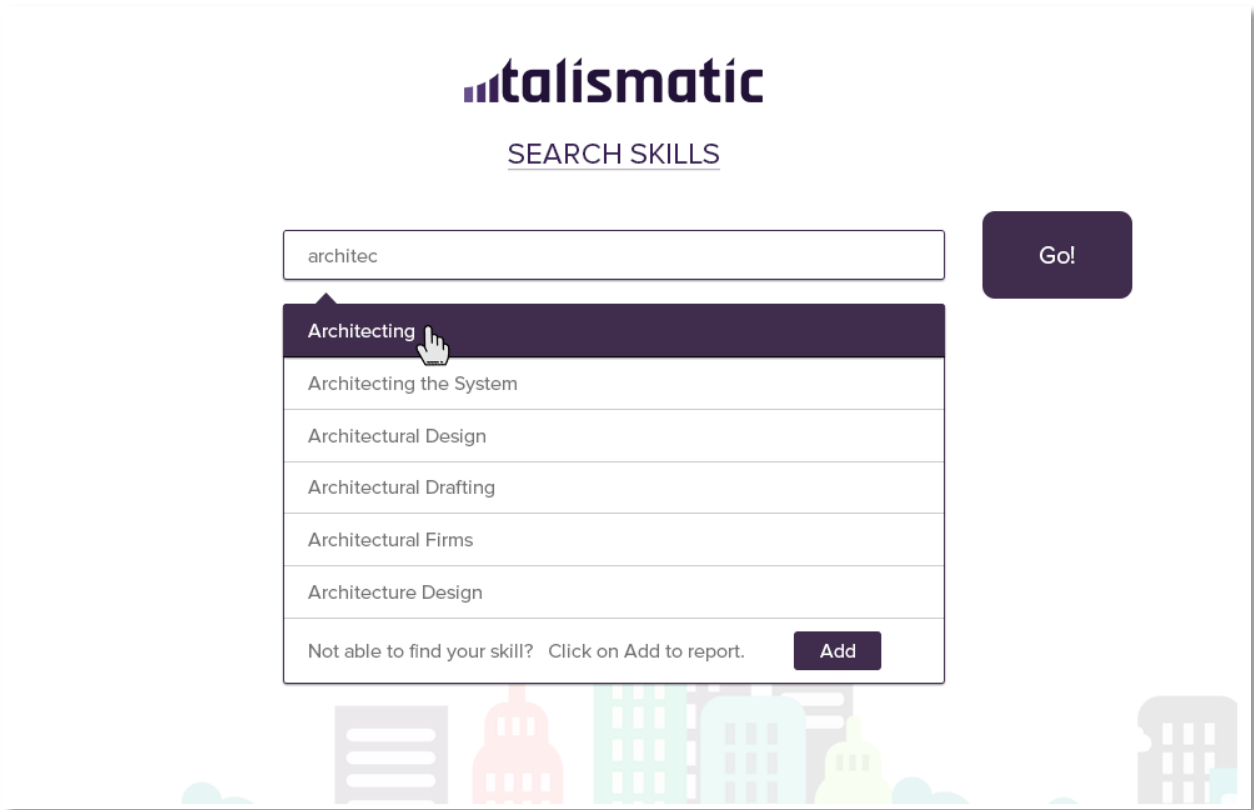 talismatic
SEARCH SKILLS
architec
Go!
Architecting
Architecting the System
Architectural Design
Architectural Drafting
Architectural Firms
Architecture Design
Not able to find your skill? Click on Add to report. Add